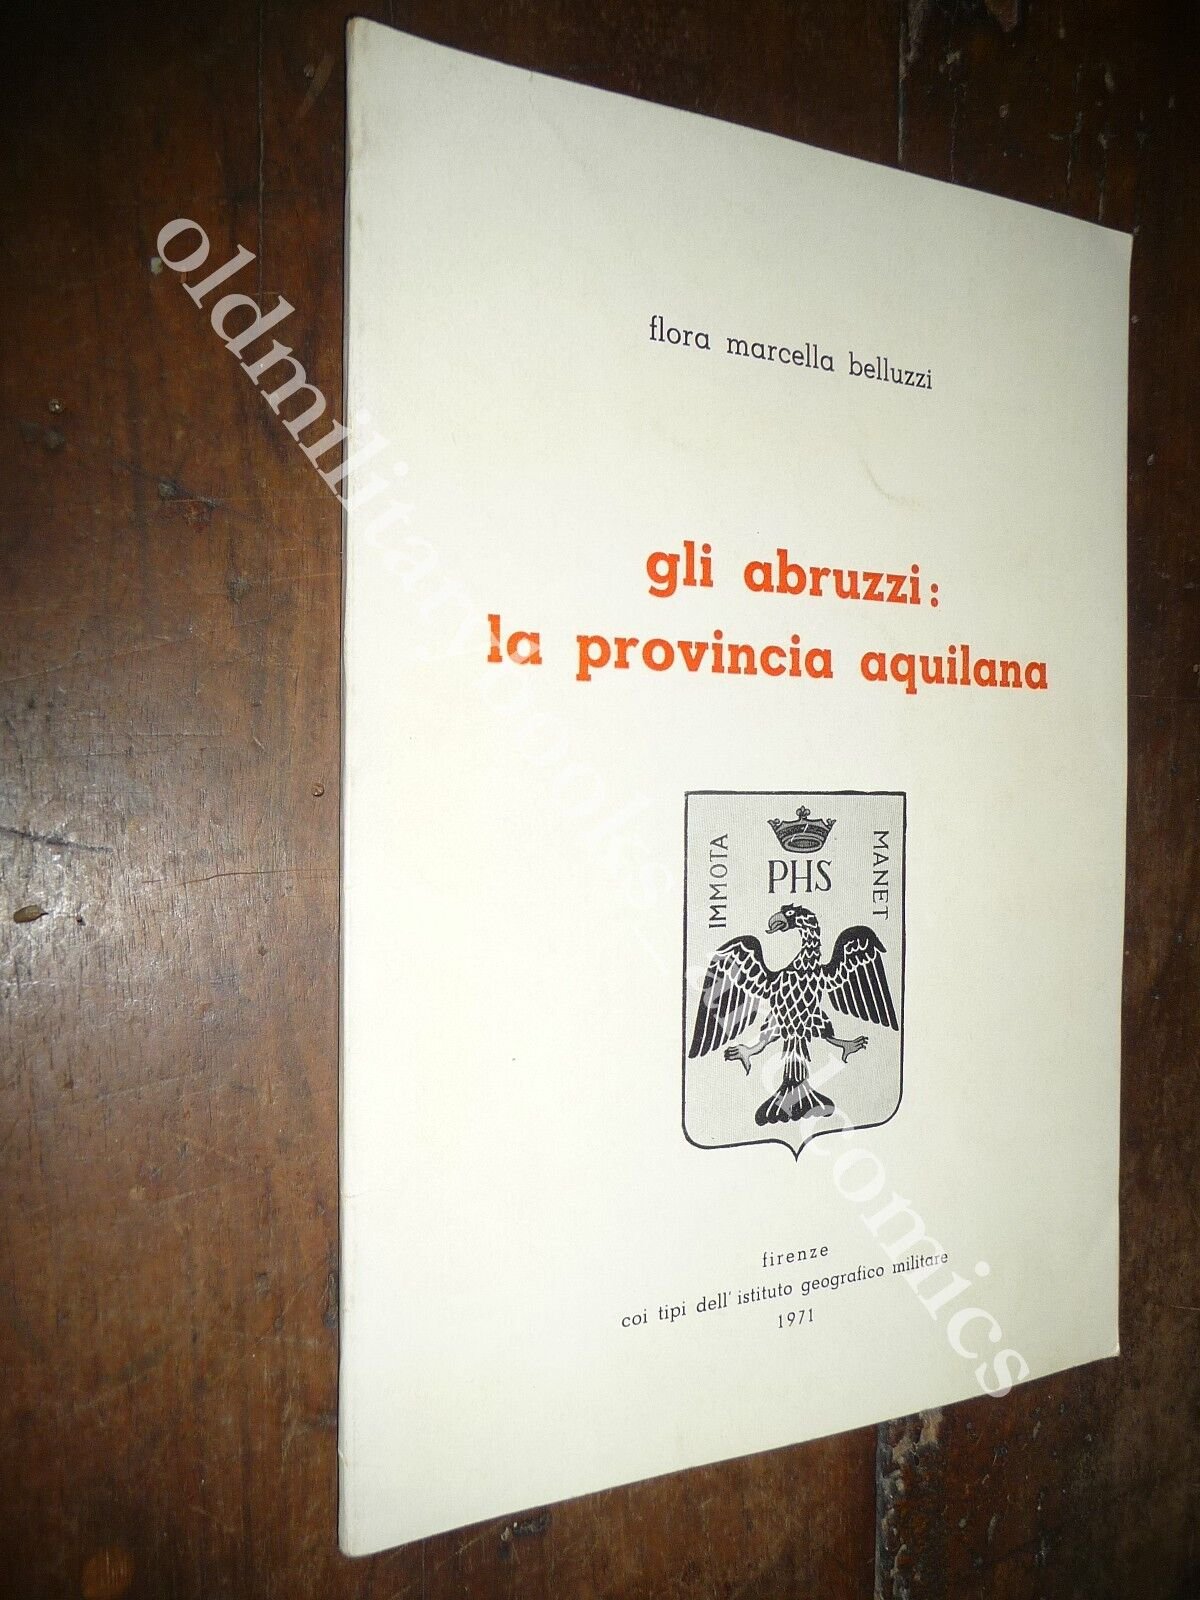 flora marcella belluzzi
gli abruzzi:
la provincia aquilana
IMMOTA
MANET
PHS
firenze
coi tipi dell' istituto geografico militare
1971
oldmilitarybooks_andcomics